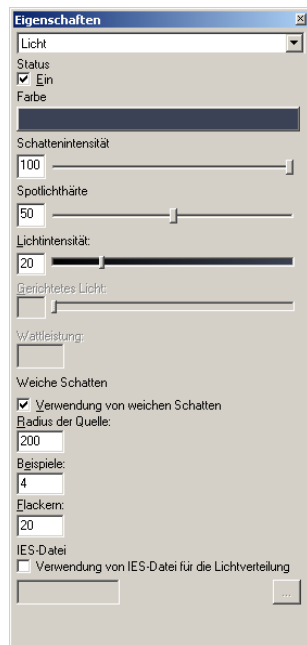 Eigenschaften
Licht
Status
Ein
Farbe
Schattenintensität
100
Spotlichthärte
50
Lichtintensität:
20
Gerichtetes Licht:
Wattleistung:
Weiche Schatten
Verwendung von weichen Schatten
Radius der Quelle:
200
Beispiele:
4
Flackern:
20
IES-Datei
Verwendung von IES-Datei für die Lichtverteilung
...